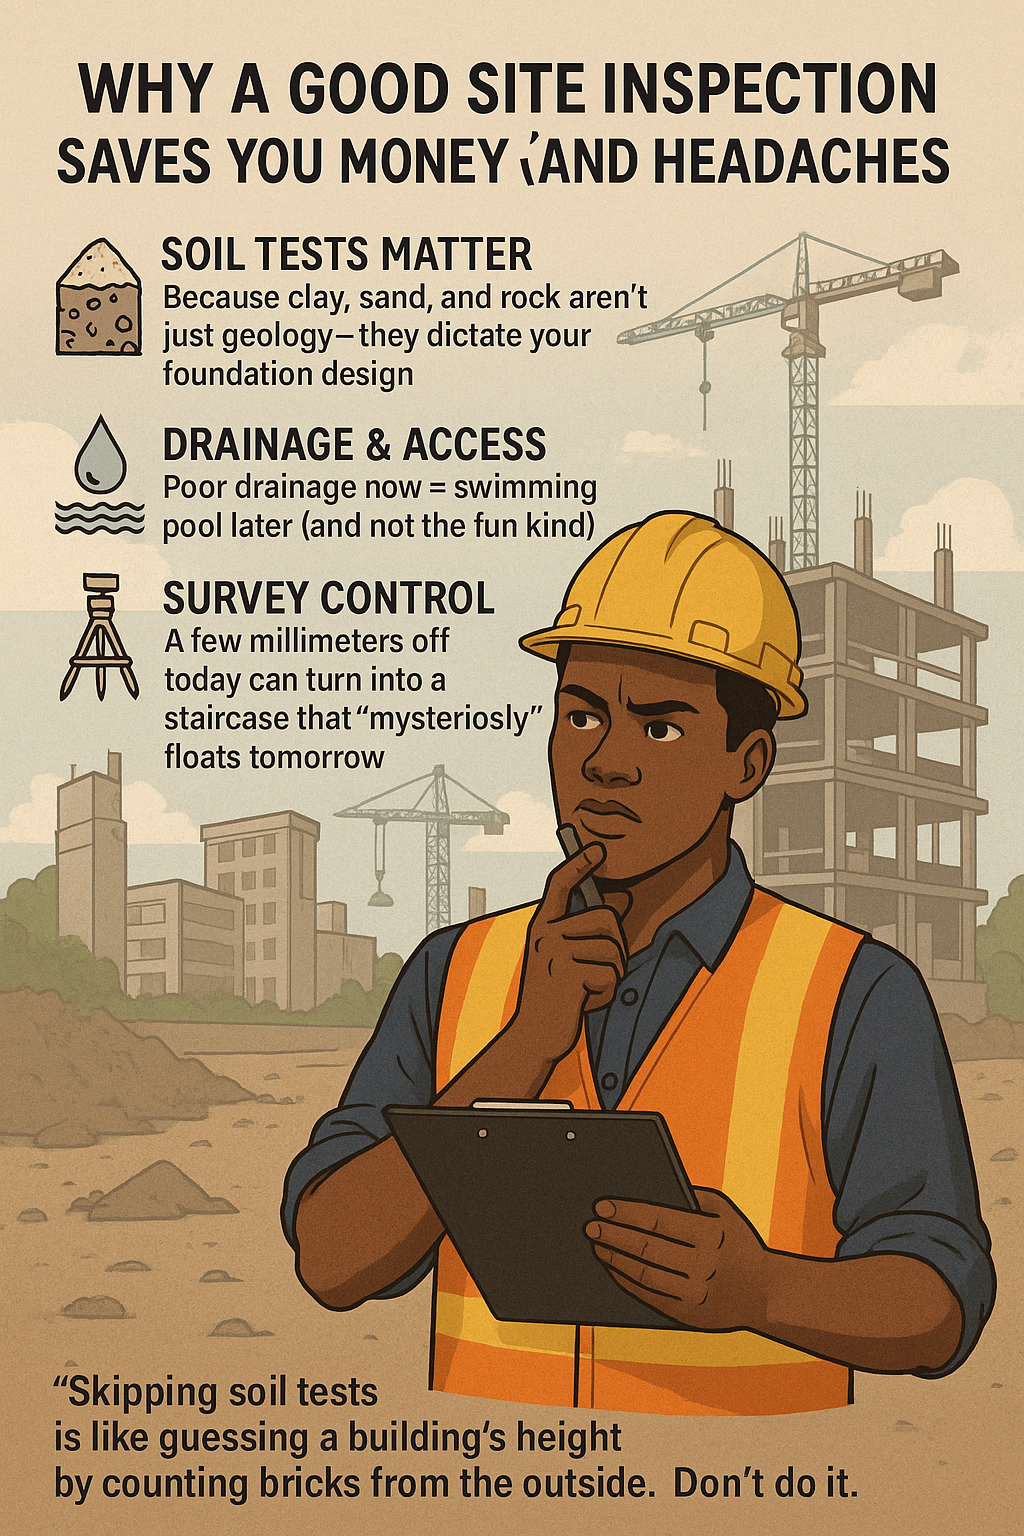 WHY A GOOD SITE INSPECTION
SAVES YOU MONEY AND HEADACHES
SOIL TESTS MATTER
Because clay, sand, and rock aren't
just geology—they dictate your
foundation design
DRAINAGE & ACCESS
Poor drainage now = swimming
pool later (and not the fun kind)
SURVEY CONTROL
A few millimeters off
today can turn into a
staircase that “mysteriosly”
floats tomorrow
“Skipping soil tests
is like guessing a building‘s height
by counting bricks from the outside. Don’t do it.